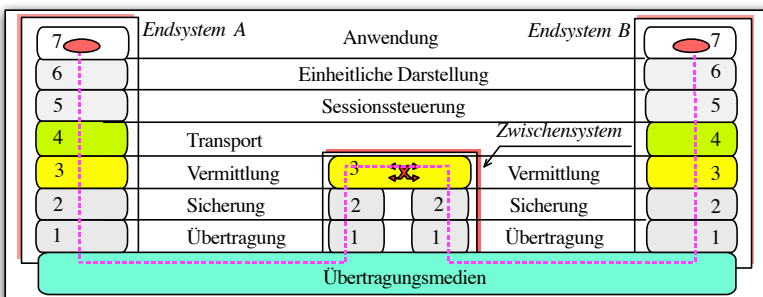 Endsystem A
Endsystem B
7 Anwendung 7
6 Einheitliche Darstellung 6
5 Sessionssteuerung 5
Zwischensystem
4 Transport 4
3 Vermittlung 3 Vermittlung 3
2 Sicherung 2 2 Sicherung 2
1 Übertragung 1 1 Übertragung 1
Übertragungsmedien